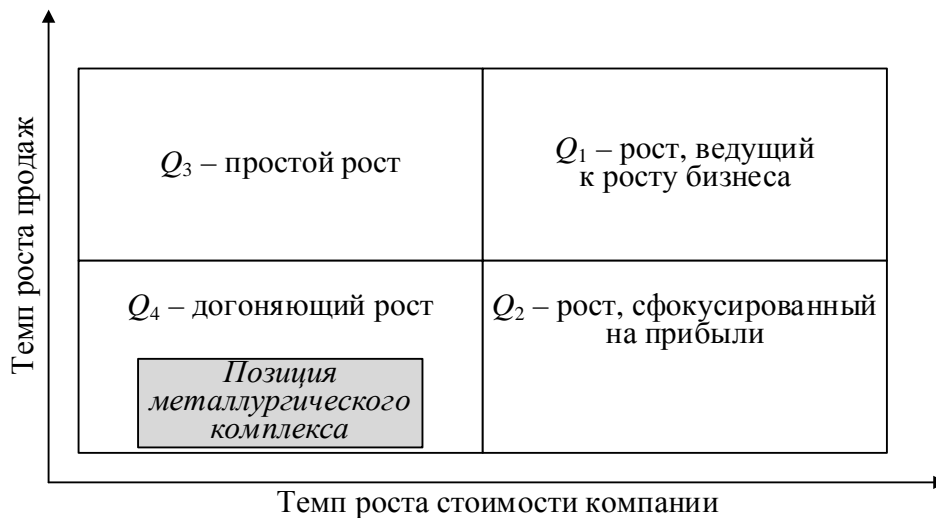 Темп роста продаж
Q3 – простой рост
Q1 – рост, ведущий
к росту бизнеса
Q4 – догоняющий рост
Q2 – рост, сфокусированный
на прибыли
Позиция
металлургического
комплекса
Темп роста стоимости компании